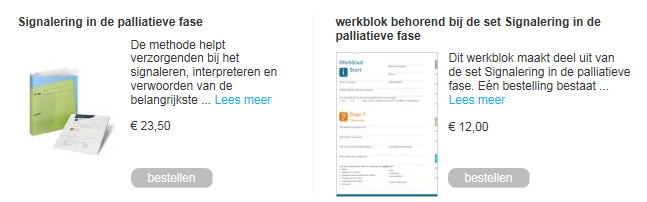 Signalering in de palliatieve fase
De methode helpt
verzorgenden bij het
signaleren, interpreteren en
verwoorden van de
belangrijkste ... Lees meer
€ 23,50
bestellen
werkblok behorend bij de set Signalering in de
palliatieve fase
Werkblad
Start
Stap 1
Dit werkblok maakt deel uit van
de set Signalering in de palliatieve
fase. Eén bestelling bestaat ...
Lees meer
€ 12,00
bestellen